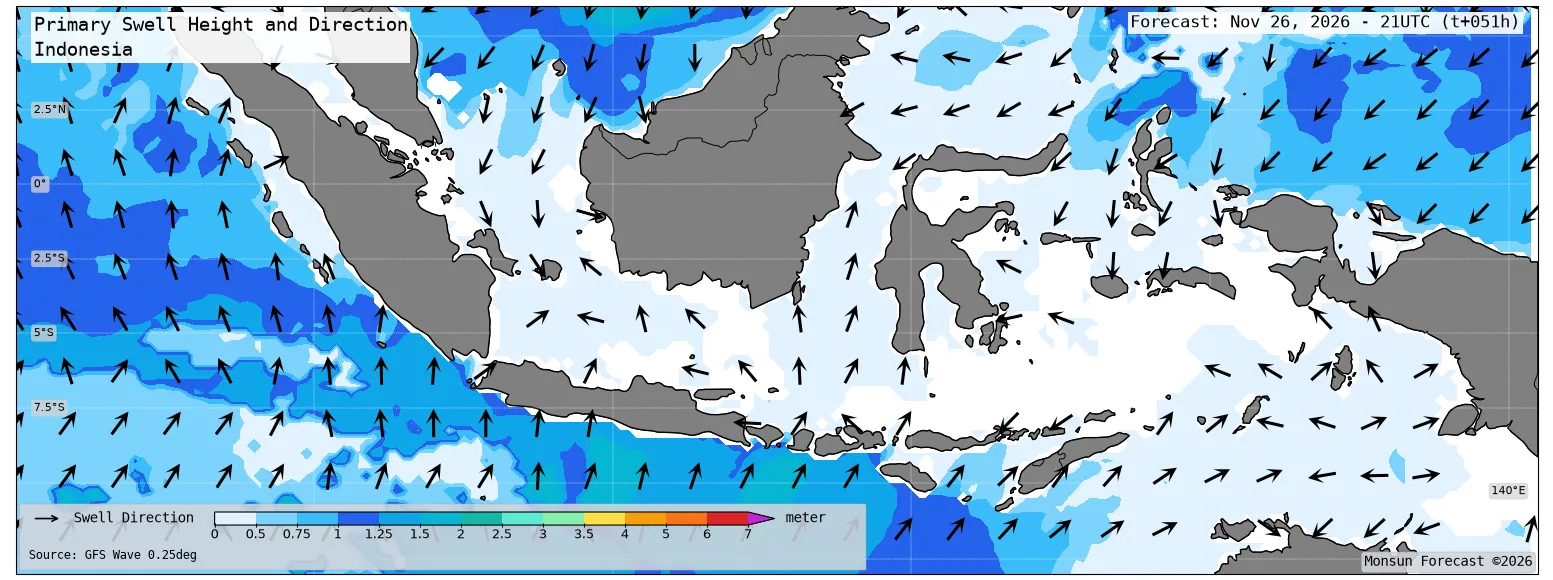 Primary Swell Height and Direction
Indonesia
Forecast: Nov 26, 2026 - 21UTC (t+051h)
2.5°N
0°
2.5°S
5°S
7.5°S
140°E
Swell Direction
0 0.5 0.75 1 1.25 1.5 2 2.5 3 3.5 4 5 6 7
meter
Source: GFS Wave 0.25deg
Monsun Forecast ©2026